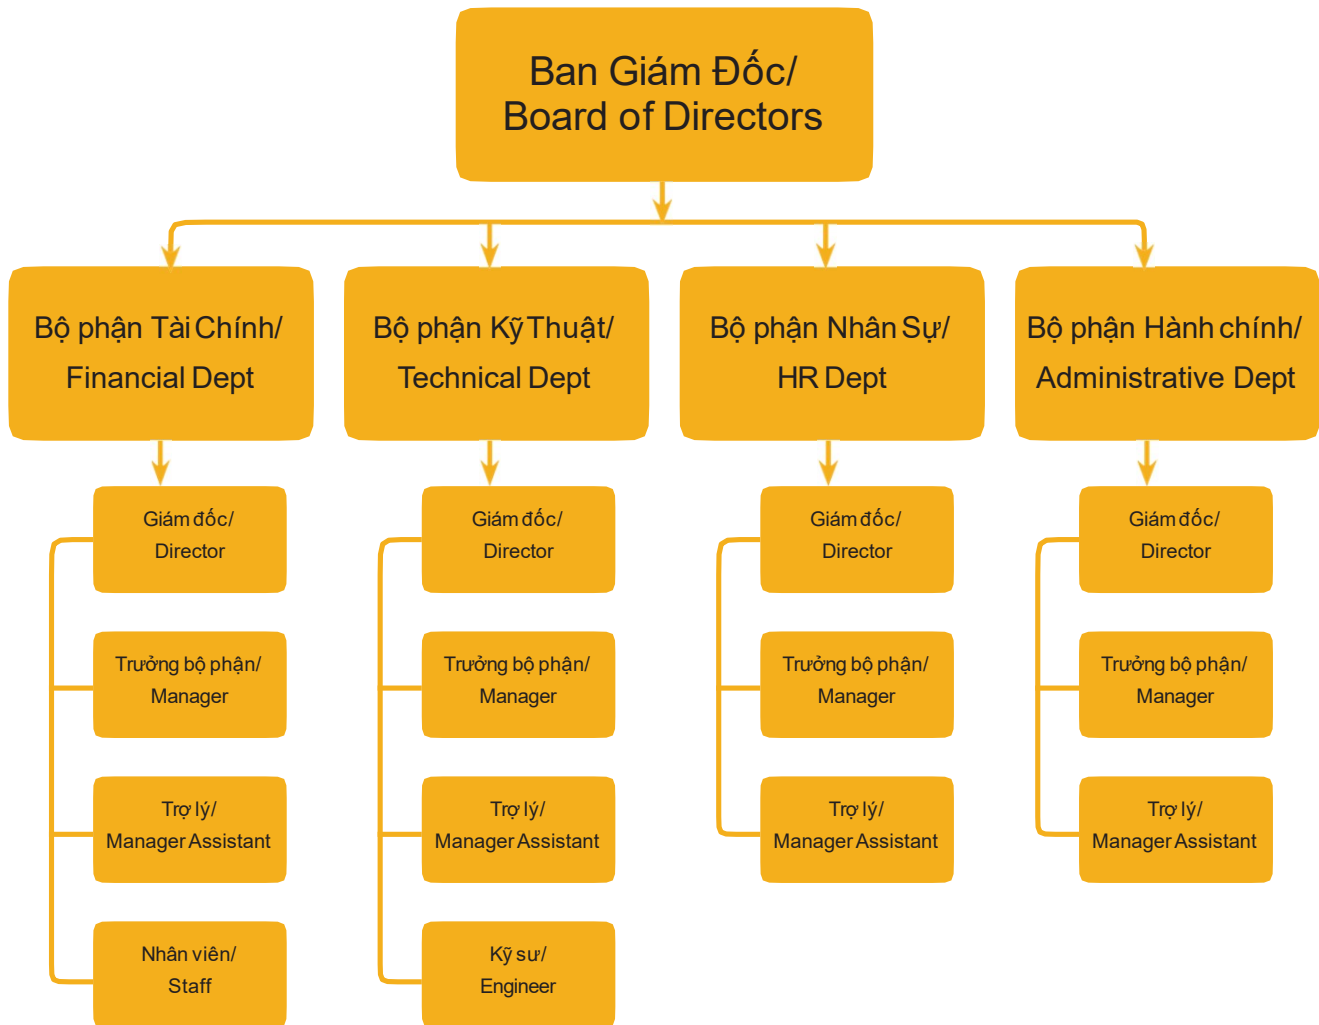 Ban Giám Đốc/
Board of Directors
Bộ phận Tài Chính/
Financial Dept
Bộ phận Kỹ Thuật/
Technical Dept
Bộ phận Nhân Sự/
HR Dept
Bộ phận Hành chính/
Administrative Dept
Giám đốc/
Director
Giám đốc/
Director
Giám đốc/
Director
Giám đốc/
Director
Trưởng bộ phận/
Manager
Trưởng bộ phận/
Manager
Trưởng bộ phận/
Manager
Trưởng bộ phận/
Manager
Trợ lý/
Manager Assistant
Trợ lý/
Manager Assistant
Trợ lý/
Manager Assistant
Trợ lý/
Manager Assistant
Nhân viên/
Staff
Kỹ sư/
Engineer